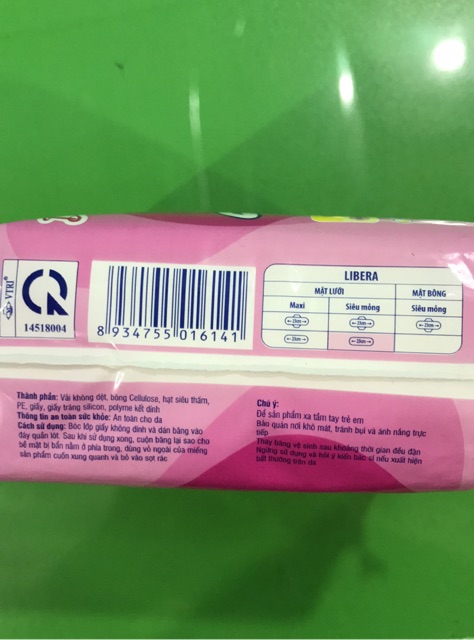 VTRI®
14518004
8 934755 016141
LIBERA
MẶT LƯỚI
MẶT BÔNG
Maxi
Siêu mỏng
Siêu mỏng
23cm
23cm
23cm
28cm
28cm
Thành phần: Vải không dệt, bông Cellulose, hạt siêu thấm,
PE, giấy, giấy tráng silicon, polyme kết dính
Thông tin an toàn sức khỏe: An toàn cho da
Cách sử dụng: Bóc lớp giấy không dính và dán băng vào
đáy quần lót. Sau khi sử dụng xong, cuộn băng lại sao cho
bề mặt bị bẩn nằm ở phía trong, dùng vỏ ngoài của miếng
sản phẩm cuốn xung quanh và bỏ vào sọt rác
Chú ý:
Để sản phẩm xa tầm tay trẻ em
Bảo quản nơi khô mát, tránh bụi và ánh nắng trực
tiếp
Thay băng vệ sinh sau khoảng thời gian đều đặn
Ngừng sử dụng và hỏi ý kiến bác sĩ nếu xuất hiện
bất thường trên da